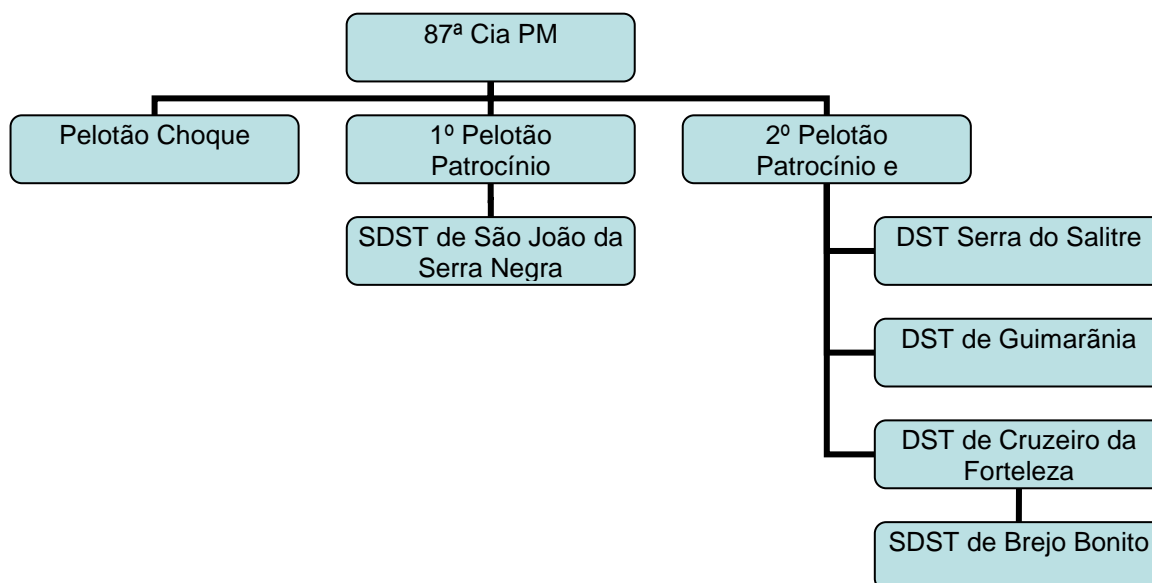 87ª Cia PM
Pelotão Choque
1º Pelotão
Patrocínio
2º Pelotão
Patrocínio e
SDST de São João da
Serra Negra
DST Serra do Salitre
DST de Guimarãnia
DST de Cruzeiro da
Forteleza
SDST de Brejo Bonito